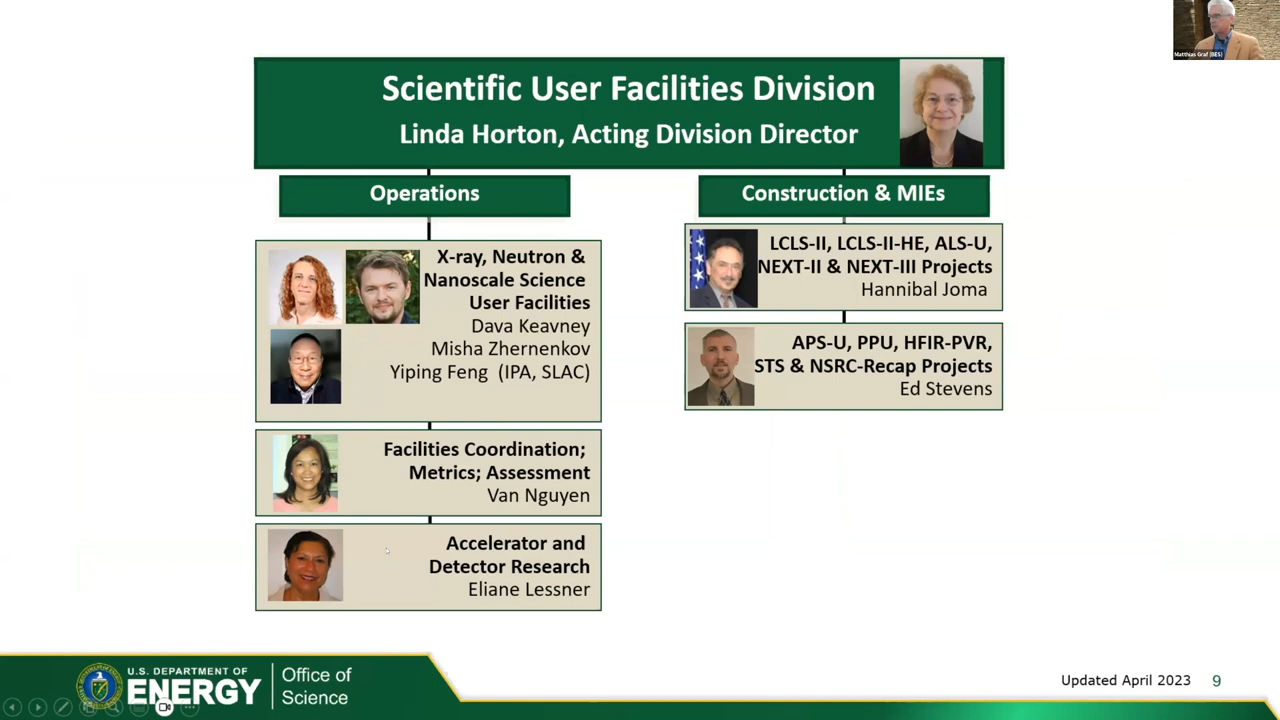 Matthias Graf (BES)
Scientific User Facilities Division
Linda Horton, Acting Division Director
Operations
X-ray, Neutron &
Nanoscale Science
User Facilities
Dava Keavney
Misha Zhernenkov
Yiping Feng (IPA, SLAC)
Facilities Coordination;
Metrics; Assessment
Van Nguyen
Accelerator and
Detector Research
Eliane Lessner
Construction & MIEs
LCLS-II, LCLS-II-HE, ALS-U,
NEXT-II & NEXT-III Projects
Hannibal Joma
APS-U, PPU, HFIR-PVR,
STS & NSRC-Recap Projects
Ed Stevens
U.S. DEPARTMENT OF
ENERGY
Office of
Science
Updated April 2023
9